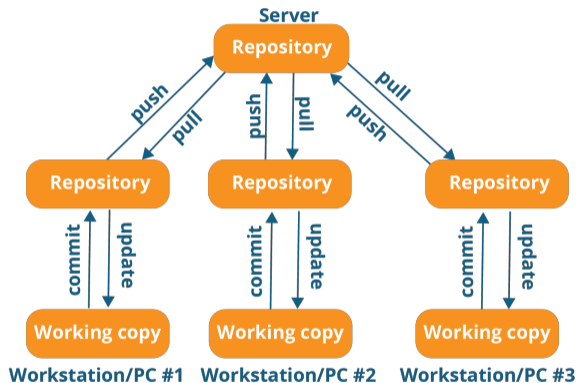 Server
Repository
push
pull
push
pull
push
pull
Repository
Repository
Repository
commit
update
commit
update
commit
update
Working copy
Working copy
Working copy
Workstation/PC #1
Workstation/PC #2
Workstation/PC #3